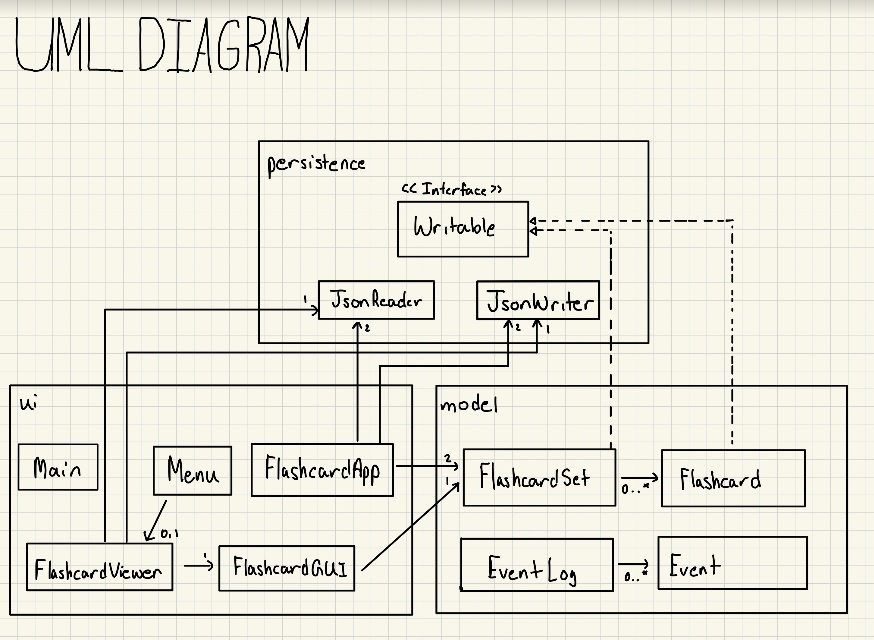 UML DIAGRAM
persistence
<< Interface >>
Writable
JsonReader
JsonWriter
1
2
2
1
ui
model
Main
Menu
FlashcardApp
2
1
FlashcardSet
0..*
Flashcard
0,1
FlashcardViewer
1
FlashcardGUI
EventLog
0..*
Event